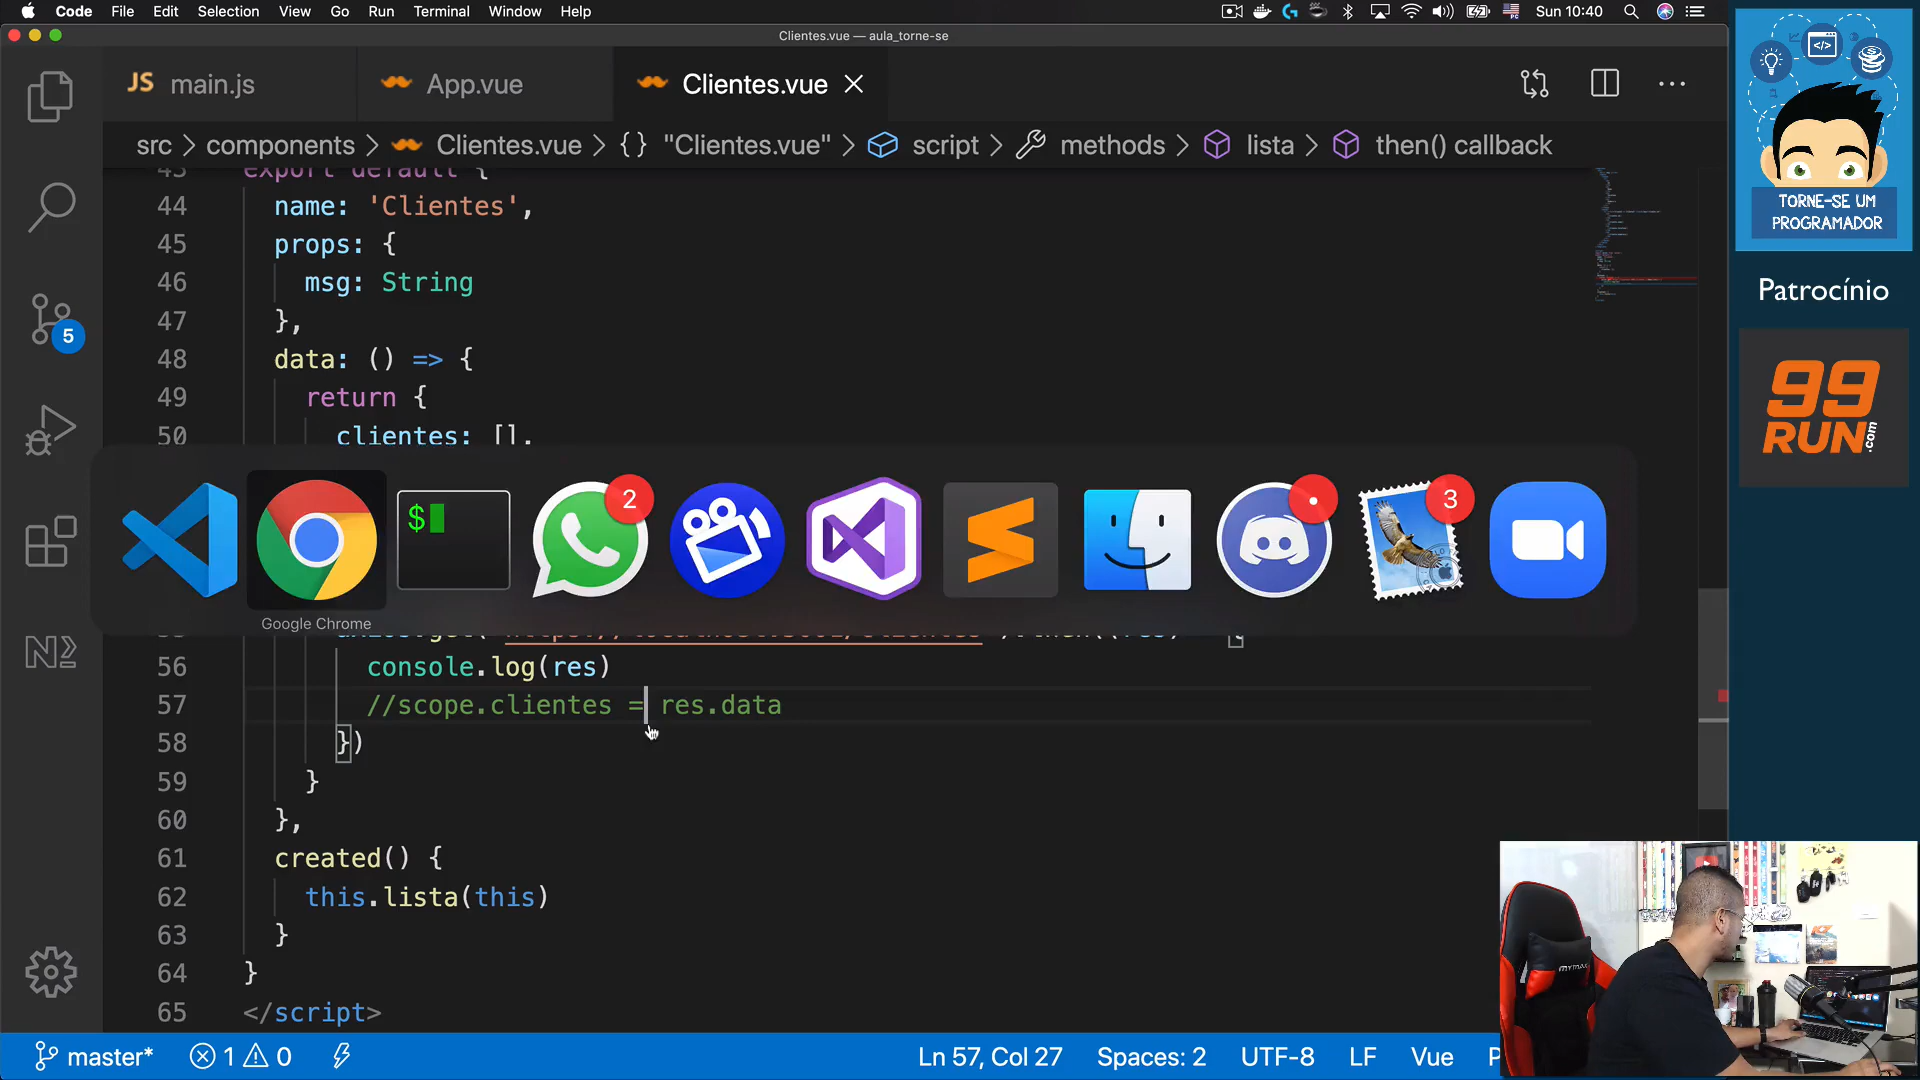 Code File Edit Selection View Go Run Terminal Window Help
Sun 10:40
Clientes.vue — aula_torne-se
JS main.js
App.vue
Clientes.vue
src > components > Clientes.vue > {} "Clientes.vue" > script > methods > lista > then() callback
43 export default {
44 name: 'Clientes',
45 props: {
46 msg: String
47 },
48 data: () => {
49 return {
50 clientes: [],
$
2
3
Google Chrome
56 console.log(res)
57 //scope.clientes = res.data
58 })
59 }
60 },
61 created() {
62 this.lista(this)
63 }
64 }
65 </script>
5
master* 1 0
Ln 57, Col 27 Spaces: 2 UTF-8 LF Vue
TORNE-SE UM
PROGRAMADOR
Patrocínio
99
RUN.com